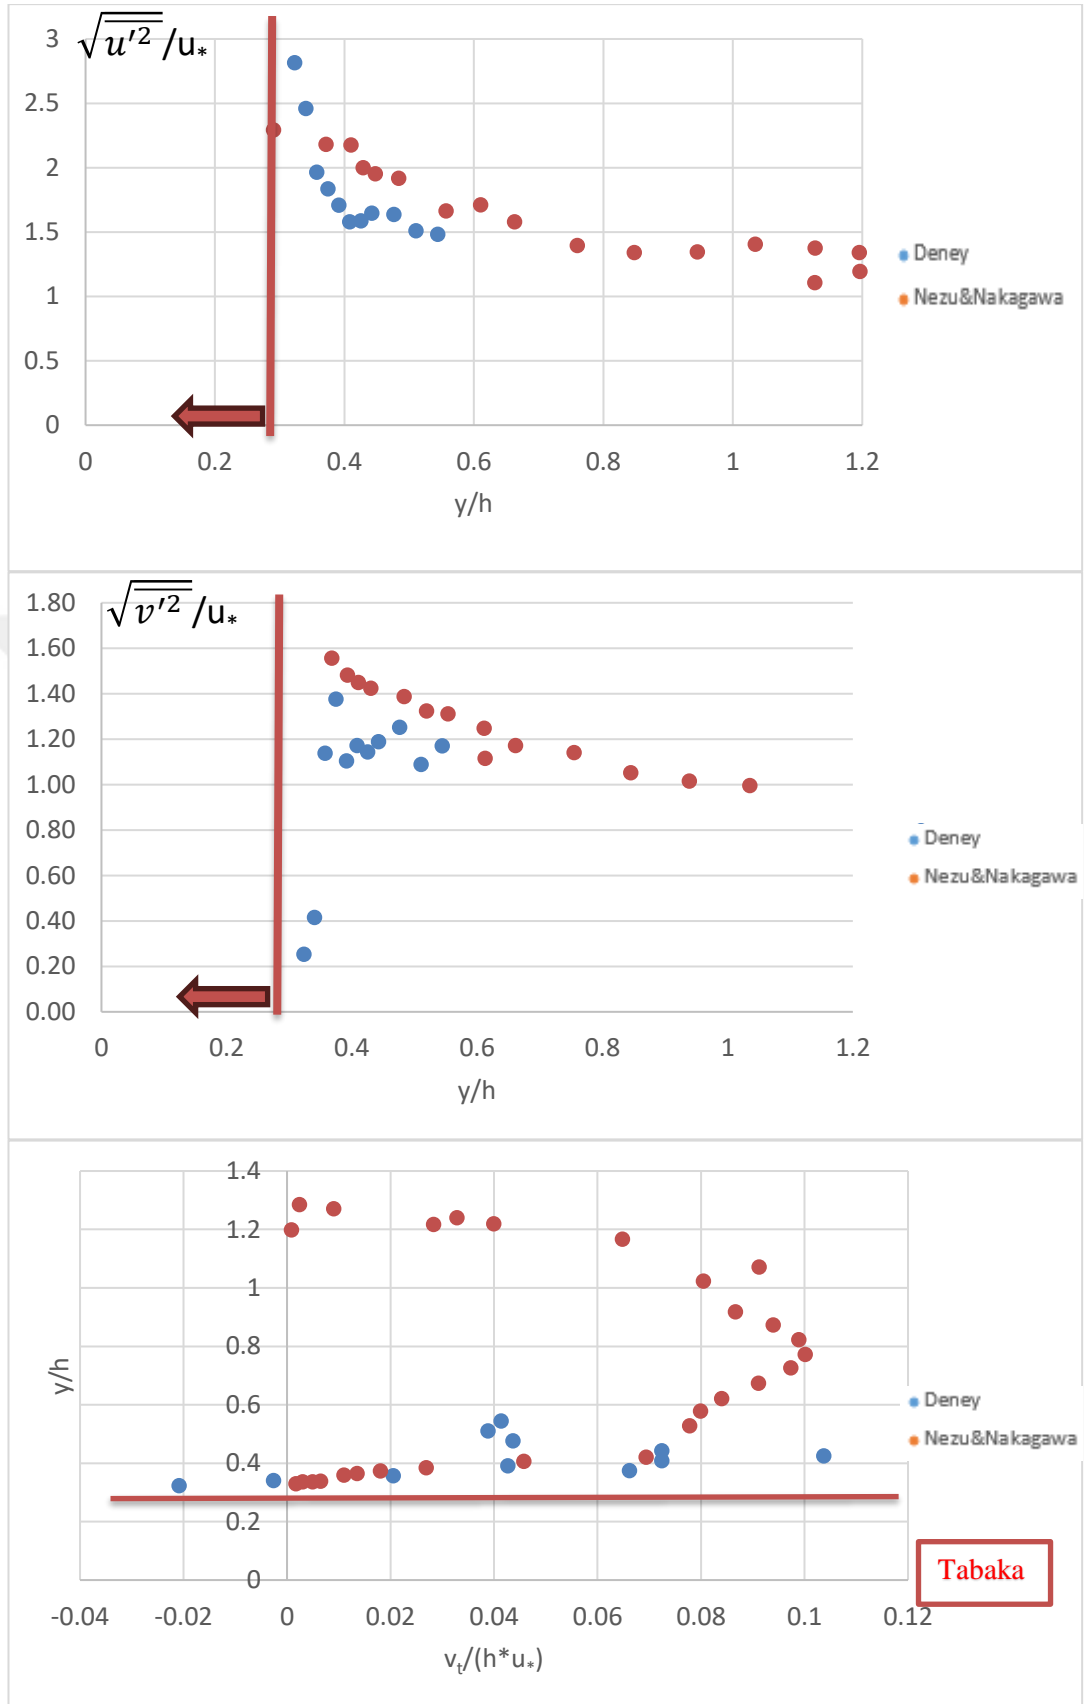 √u′²/u*
3
2.5
2
1.5
1
0.5
0
0 0.2 0.4 0.6 0.8 1 1.2
y/h
Deney
Nezu&Nakagawa
√v′²/u*
1.80
1.60
1.40
1.20
1.00
0.80
0.60
0.40
0.20
0.00
0 0.2 0.4 0.6 0.8 1 1.2
y/h
Deney
Nezu&Nakagawa
1.4
1.2
1
0.8
0.6
0.4
0.2
0
y/h
-0.04 -0.02 0 0.02 0.04 0.06 0.08 0.1 0.12
vt/(h*u*)
Deney
Nezu&Nakagawa
Tabaka